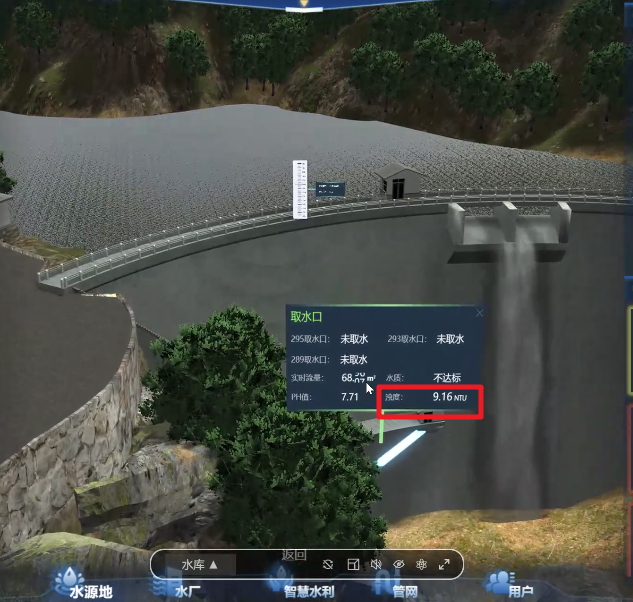 取水口
295取水口: 未取水 293取水口: 未取水
289取水口: 未取水
实时流量: m³ 水质: 不达标
PH值: 7.71 浊度: 9.16 NTU
返回
水库 ▲
水源地 水厂 智慧水利 管网 用户